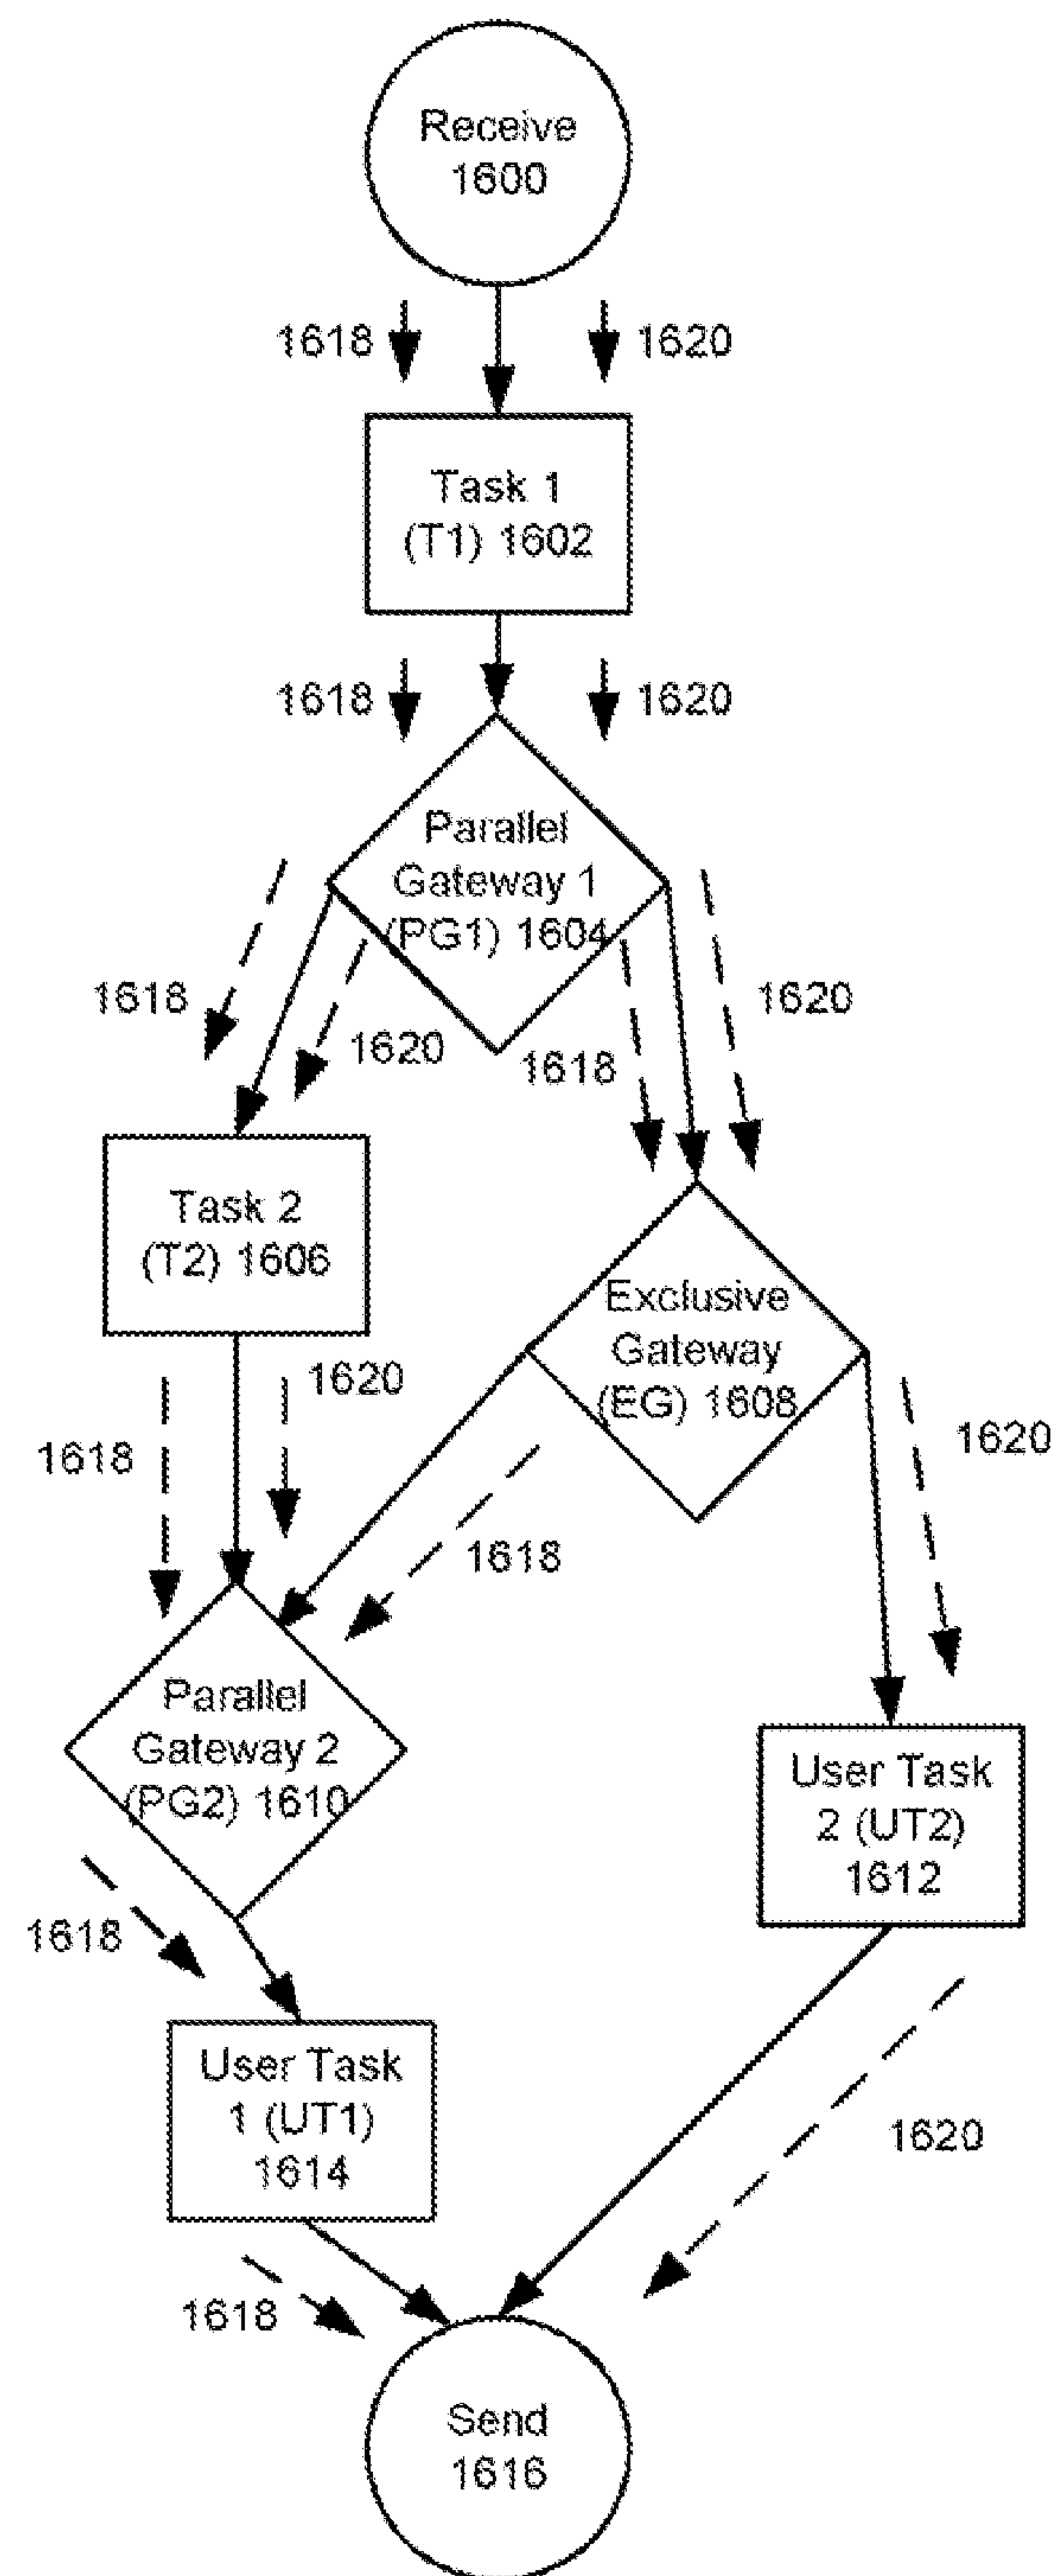 Receive
1600
1618
1620
Task 1
(T1) 1602
1618
1620
Parallel
Gateway 1
(PG1) 1604
1618
1620
1618
1620
Task 2
(T2) 1606
Exclusive
Gateway
(EG) 1608
1620
1618
1620
1618
Parallel
Gateway 2
(PG2) 1610
User Task
2 (UT2)
1612
1618
User Task
1 (UT1)
1614
1620
1618
Send
1616